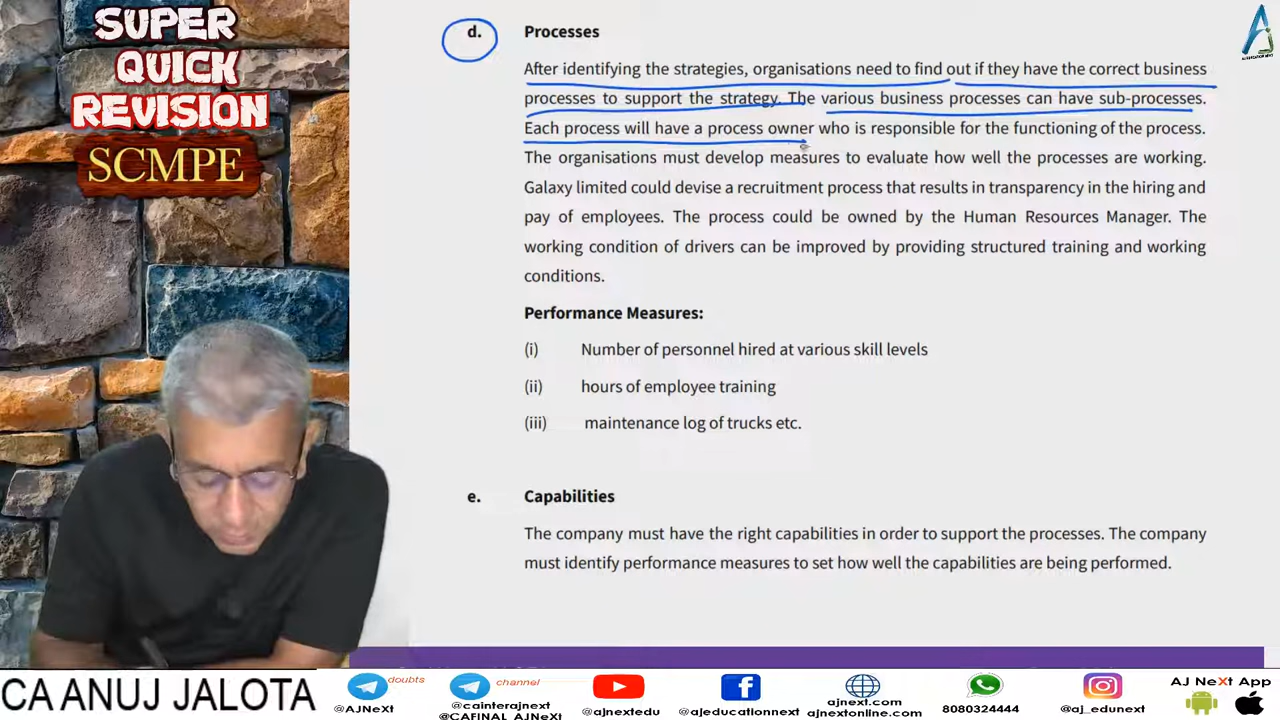 SUPER
QUICK
REVISION
SCMPE
d. Processes
After identifying the strategies, organisations need to find out if they have the correct business
processes to support the strategy. The various business processes can have sub-processes.
Each process will have a process owner who is responsible for the functioning of the process.
The organisations must develop measures to evaluate how well the processes are working.
Galaxy limited could devise a recruitment process that results in transparency in the hiring and
pay of employees. The process could be owned by the Human Resources Manager. The
working condition of drivers can be improved by providing structured training and working
conditions.
Performance Measures:
(i) Number of personnel hired at various skill levels
(ii) hours of employee training
(iii) maintenance log of trucks etc.
e. Capabilities
The company must have the right capabilities in order to support the processes. The company
must identify performance measures to set how well the capabilities are being performed.
CA ANUJ JALOTA
doubts
@AJNeXt
channel
@cainterajnext
@CAFINAL_AJNeXt
@ajnextedu
@ajeducationnext
ajnext.com
ajnextonline.com
8080324444
@aj_edunext
AJ NeXt App